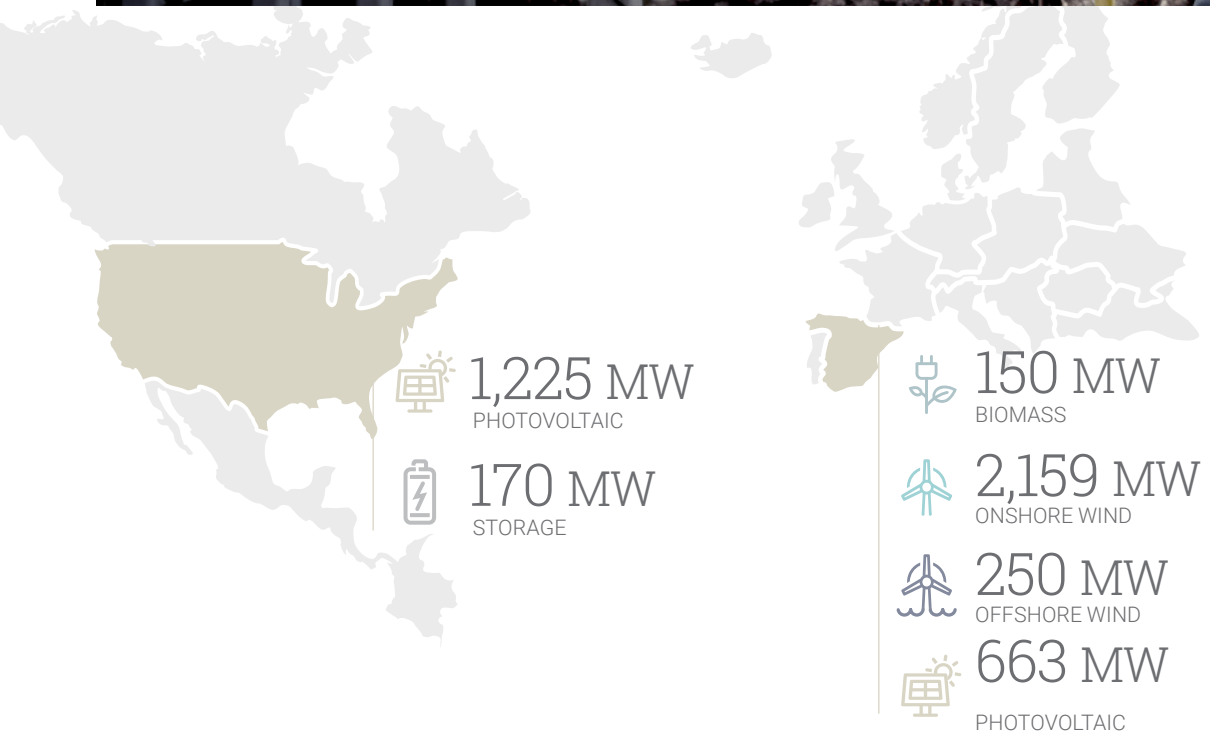 1,225 MW
PHOTOVOLTAIC
170 MW
STORAGE
150 MW
BIOMASS
2,159 MW
ONSHORE WIND
250 MW
OFFSHORE WIND
663 MW
PHOTOVOLTAIC